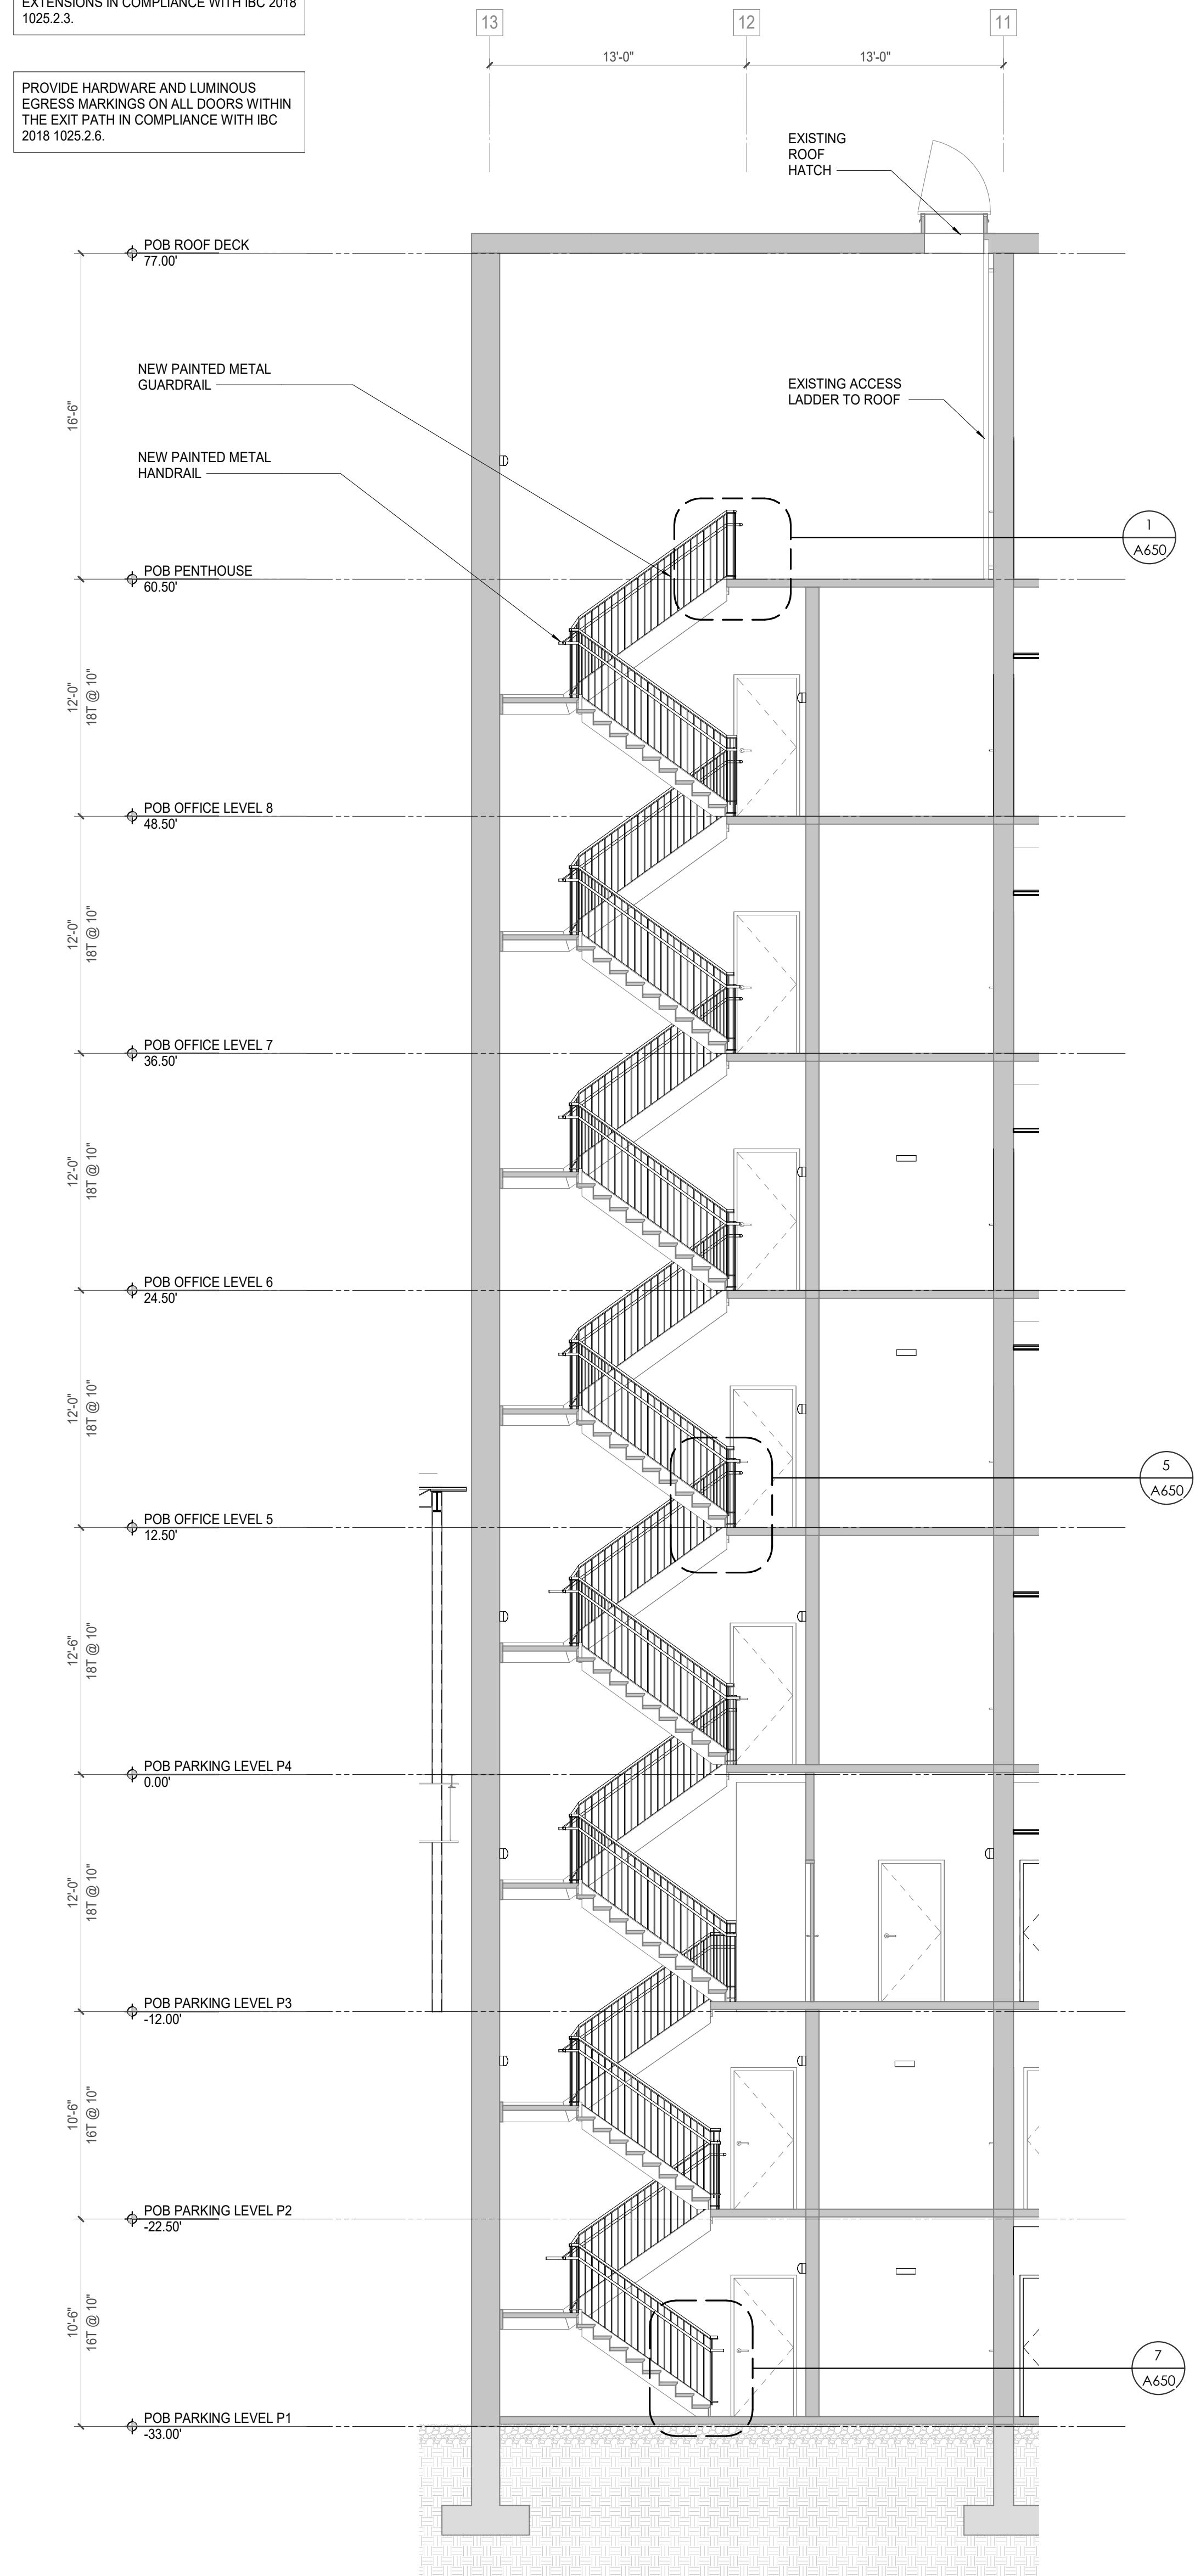 EXTENSIONS IN COMPLIANCE WITH IBC 2018
1025.2.3.
PROVIDE HARDWARE AND LUMINOUS
EGRESS MARKINGS ON ALL DOORS WITHIN
THE EXIT PATH IN COMPLIANCE WITH IBC
2018 1025.2.6.
13
12
11
13'-0"
13'-0"
EXISTING
ROOF
HATCH
POB ROOF DECK
77.00'
16'-6"
NEW PAINTED METAL
GUARDRAIL
EXISTING ACCESS
LADDER TO ROOF
NEW PAINTED METAL
HANDRAIL
1
A650
POB PENTHOUSE
60.50'
12'-0"
18T @ 10"
POB OFFICE LEVEL 8
48.50'
12'-0"
18T @ 10"
POB OFFICE LEVEL 7
36.50'
12'-0"
18T @ 10"
POB OFFICE LEVEL 6
24.50'
12'-0"
18T @ 10"
5
A650
POB OFFICE LEVEL 5
12.50'
12'-6"
18T @ 10"
POB PARKING LEVEL P4
0.00'
12'-0"
18T @ 10"
POB PARKING LEVEL P3
-12.00'
10'-6"
16T @ 10"
POB PARKING LEVEL P2
-22.50'
10'-6"
16T @ 10"
7
A650
POB PARKING LEVEL P1
-33.00'